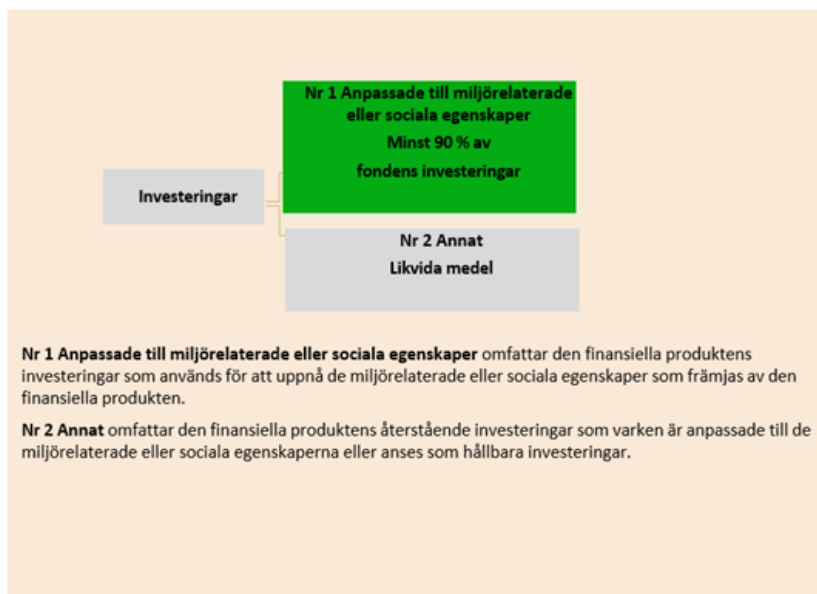 Nr 1 Anpassade till miljörelaterade
eller sociala egenskaper
Minst 90 % av
fondens investeringar
Investeringar
Nr 2 Annat
Likvida medel
Nr 1 Anpassade till miljörelaterade eller sociala egenskaper omfattar den finansiella produktens
investeringar som används för att uppnå de miljörelaterade eller sociala egenskaper som främjas av den
finansiella produkten.
Nr 2 Annat omfattar den finansiella produktens återstående investeringar som varken är anpassade till de
miljörelaterade eller sociala egenskaperna eller anses som hållbara investeringar.